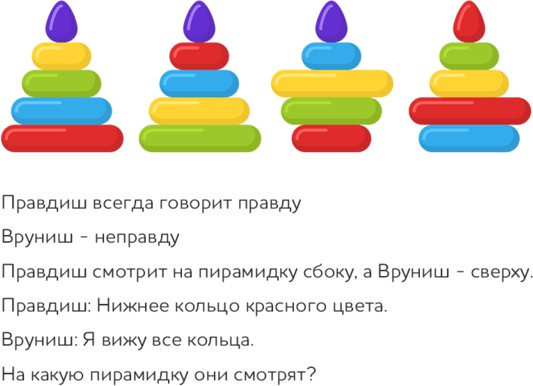 Правдиш всегда говорит правду
Вруниш - неправду
Правдиш смотрит на пирамидку сбоку, а Вруниш - сверху.
Правдиш: Нижнее кольцо красного цвета.
Вруниш: Я вижу все кольца.
На какую пирамидку они смотрят?